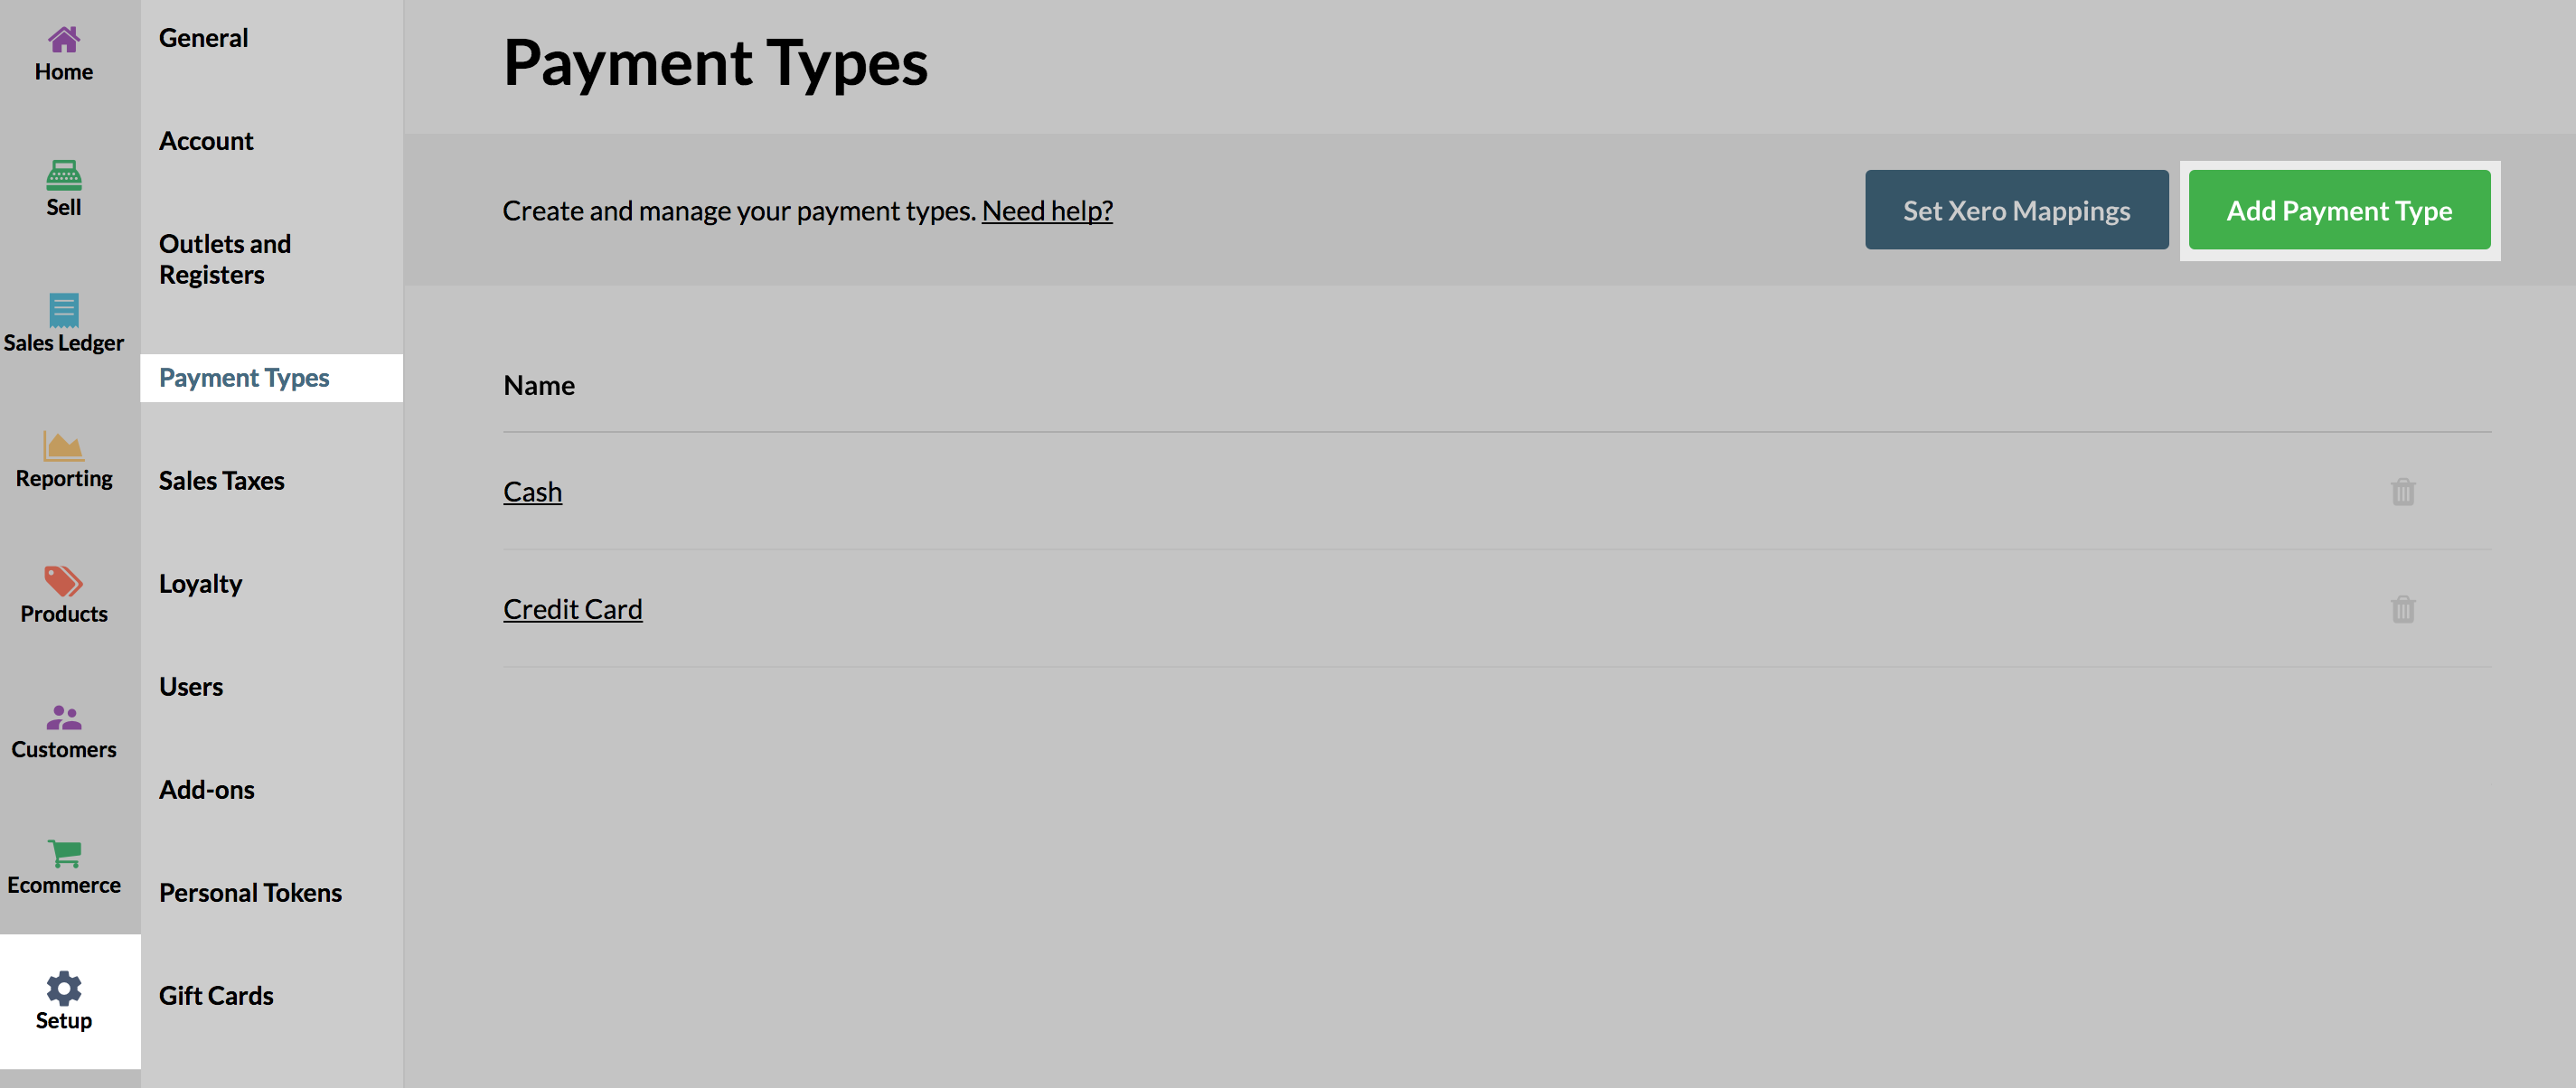 Home
Sell
Sales Ledger
Reporting
Products
Customers
Ecommerce
Setup
General
Account
Outlets and
Registers
Payment Types
Sales Taxes
Loyalty
Users
Add-ons
Personal Tokens
Gift Cards
Payment Types
Create and manage your payment types. Need help?
Set Xero Mappings
Add Payment Type
Name
Cash
Credit Card